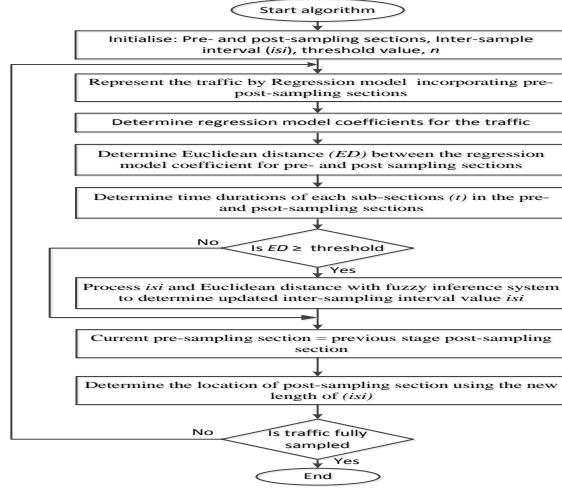 Start algorithm
Initialise: Pre- and post-sampling sections, Inter-sample
interval (isi), threshold value, n
Represent the traffic by Regression model incorporating pre-
post-sampling sections
Determine regression model coefficients for the traffic
Determine Euclidean distance (ED) between the regression
model coefficient for pre- and post sampling sections
Determine time durations of each sub-sections (t) in the pre-
and psot-sampling sections
No
Is ED ≥ threshold
Yes
Process isi and Euclidean distance with fuzzy inference system
to determine updated inter-sampling interval value isi
Current pre-sampling section = previous stage post-sampling
section
Determine the location of post-sampling section using the new
length of (isi)
No
Is traffic fully
sampled
Yes
End